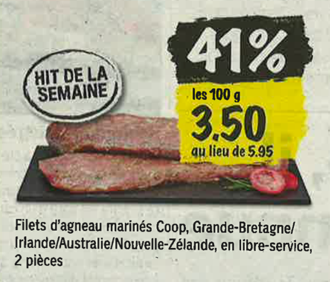 41%
HIT DE LA
SEMAINE
les 100 g
3.50
au lieu de 5.95
Filets d'agneau marinés Coop, Grande-Bretagne/
Irlande/Australie/Nouvelle-Zélande, en libre-service,
2 pièces